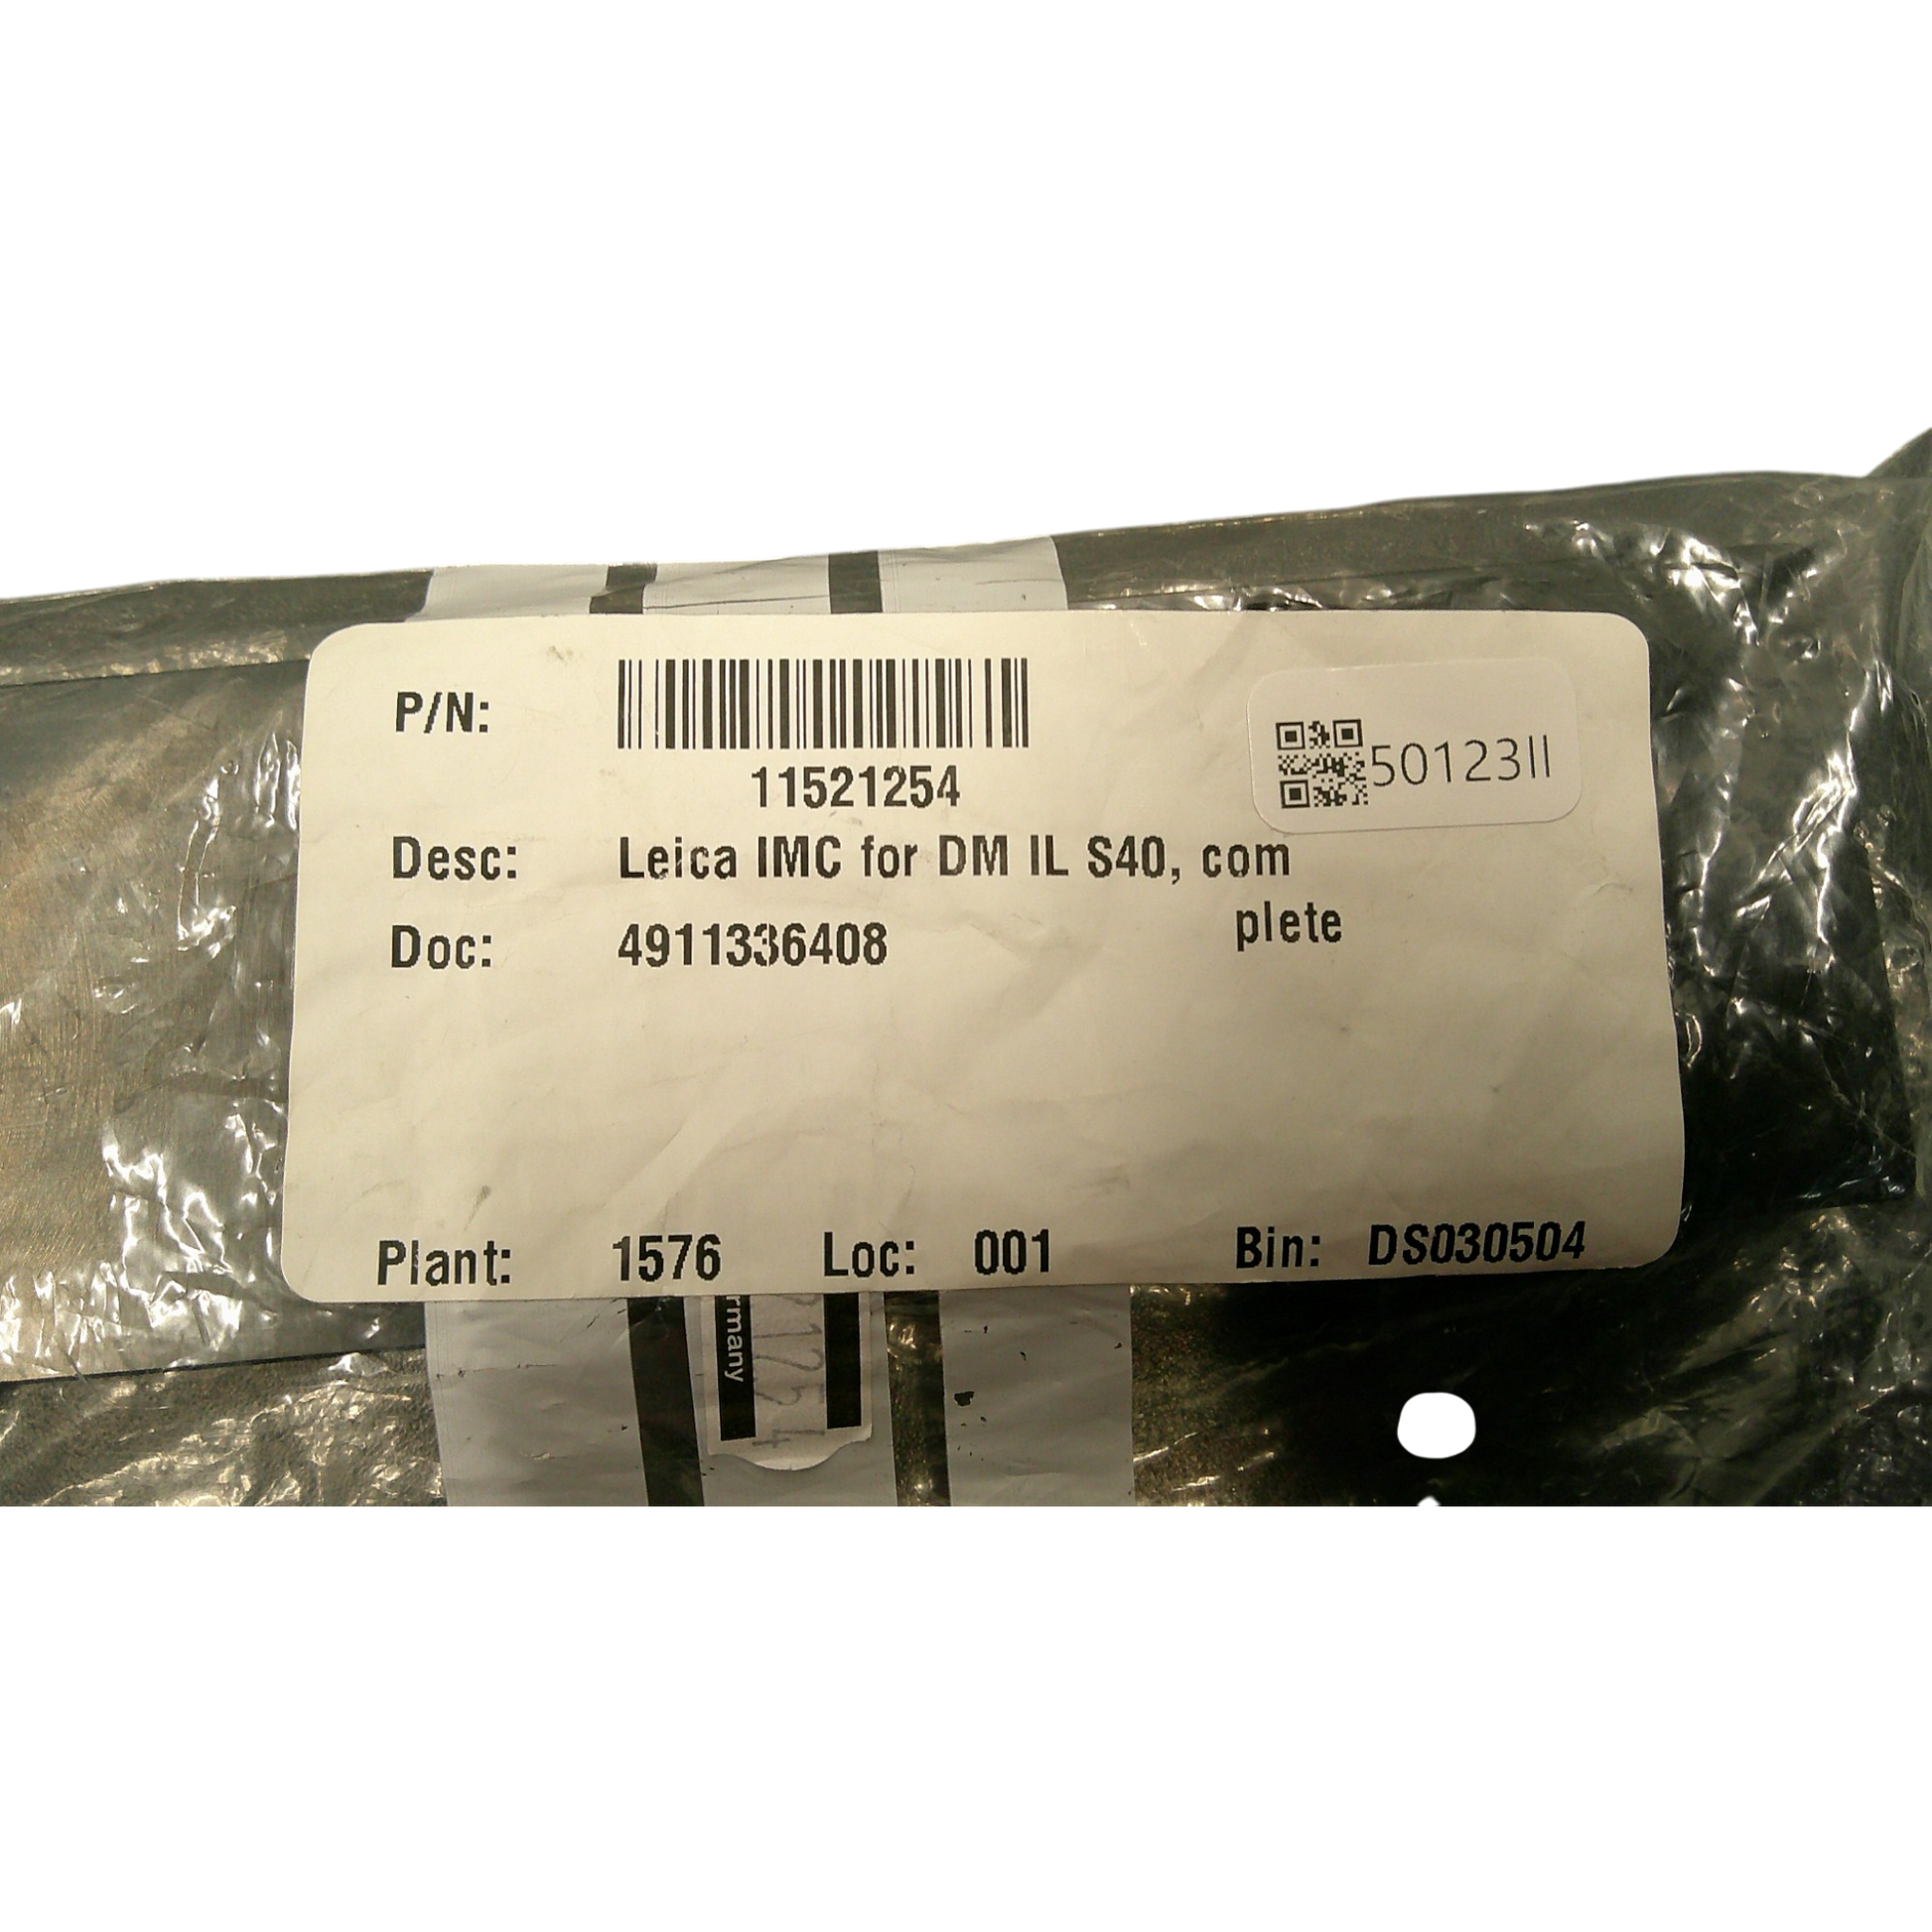 P/N:
11521254
50123II
Desc: Leica IMC for DM IL S40, com
plete
Doc: 4911336408
Plant: 1576 Loc: 001 Bin: DS030504
rmany
1254